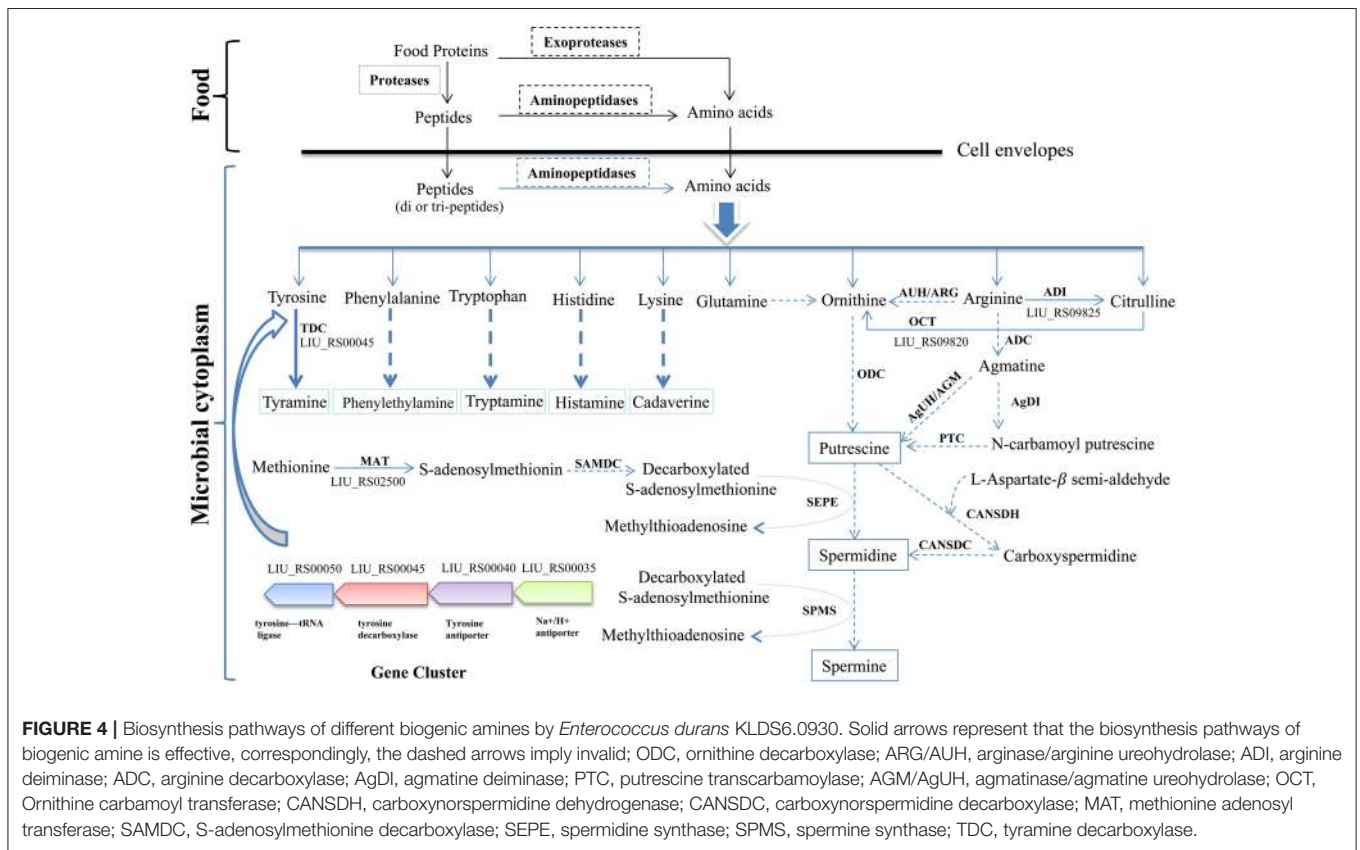 Food
Food Proteins
Exoproteases
Proteases
Aminopeptidases
Peptides
Amino acids
Cell envelopes
Microbial cytoplasm
Aminopeptidases
Peptides
(di or tri-peptides)
Amino acids
Tyrosine
Phenylalanine
Tryptophan
Histidine
Lysine
Glutamine
Ornithine
AUH/ARG
Arginine
ADI
LIU_RS09825
Citrulline
TDC
LIU_RS00045
OCT
LIU_RS09820
ADC
Agmatine
ODC
AgUH/AGM
AgDI
Tyramine
Phenylethylamine
Tryptamine
Histamine
Cadaverine
Putrescine
PTC
N-carbamoyl putrescine
Methionine
MAT
LIU_RS02500
S-adenosylmethionin
SAMDC
Decarboxylated
S-adenosylmethionine
L-Aspartate-β semi-aldehyde
SEPE
CANSDH
Methylthioadenosine
Spermidine
CANSDC
Carboxyspermidine
LIU_RS00050
LIU_RS00045
LIU_RS00040
LIU_RS00035
Decarboxylated
S-adenosylmethionine
SPMS
tyrosine—tRNA
ligase
tyrosine
decarboxylase
Tyrosine
antiporter
Na+/H+
antiporter
Methylthioadenosine
Spermine
Gene Cluster
FIGURE 4 | Biosynthesis pathways of different biogenic amines by Enterococcus durans KLDS6.0930. Solid arrows represent that the biosynthesis pathways of
biogenic amine is effective, correspondingly, the dashed arrows imply invalid; ODC, ornithine decarboxylase; ARG/AUH, arginase/arginine ureohydrolase; ADI, arginine
deiminase; ADC, arginine decarboxylase; AgDI, agmatine deiminase; PTC, putrescine transcarbamoylase; AGM/AgUH, agmatinase/agmatine ureohydrolase; OCT,
Ornithine carbamoyl transferase; CANSDH, carboxynorspermidine dehydrogenase; CANSDC, carboxynorspermidine decarboxylase; MAT, methionine adenosyl
transferase; SAMDC, S-adenosylmethionine decarboxylase; SEPE, spermidine synthase; SPMS, spermine synthase; TDC, tyramine decarboxylase.